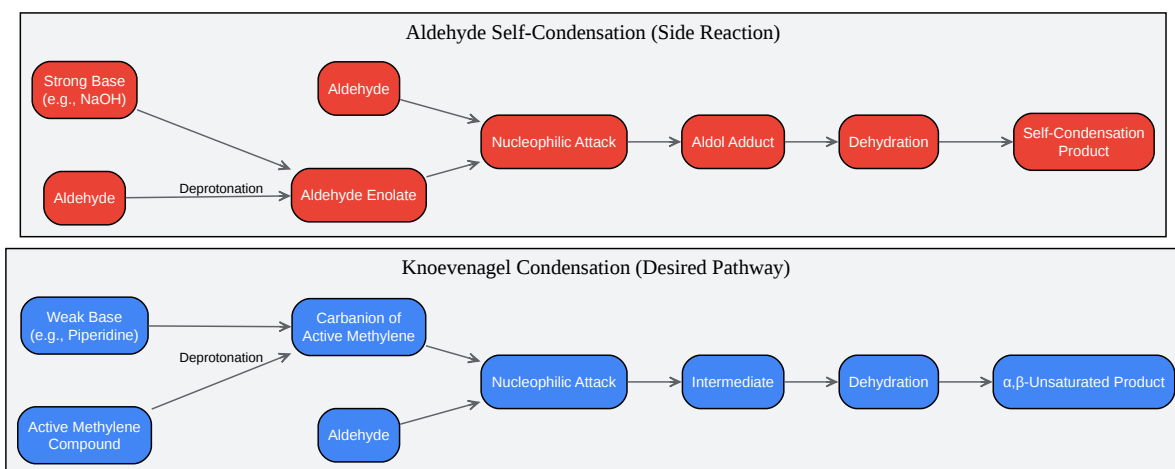 Aldehyde Self-Condensation (Side Reaction)
Strong Base
(e.g., NaOH)
Aldehyde
Aldehyde
Deprotonation
Aldehyde Enolate
Nucleophilic Attack
Aldol Adduct
Dehydration
Self-Condensation
Product
Knoevenagel Condensation (Desired Pathway)
Weak Base
(e.g., Piperidine)
Deprotonation
Active Methylene
Compound
Carbanion of
Active Methylene
Aldehyde
Nucleophilic Attack
Intermediate
Dehydration
α,β-Unsaturated Product